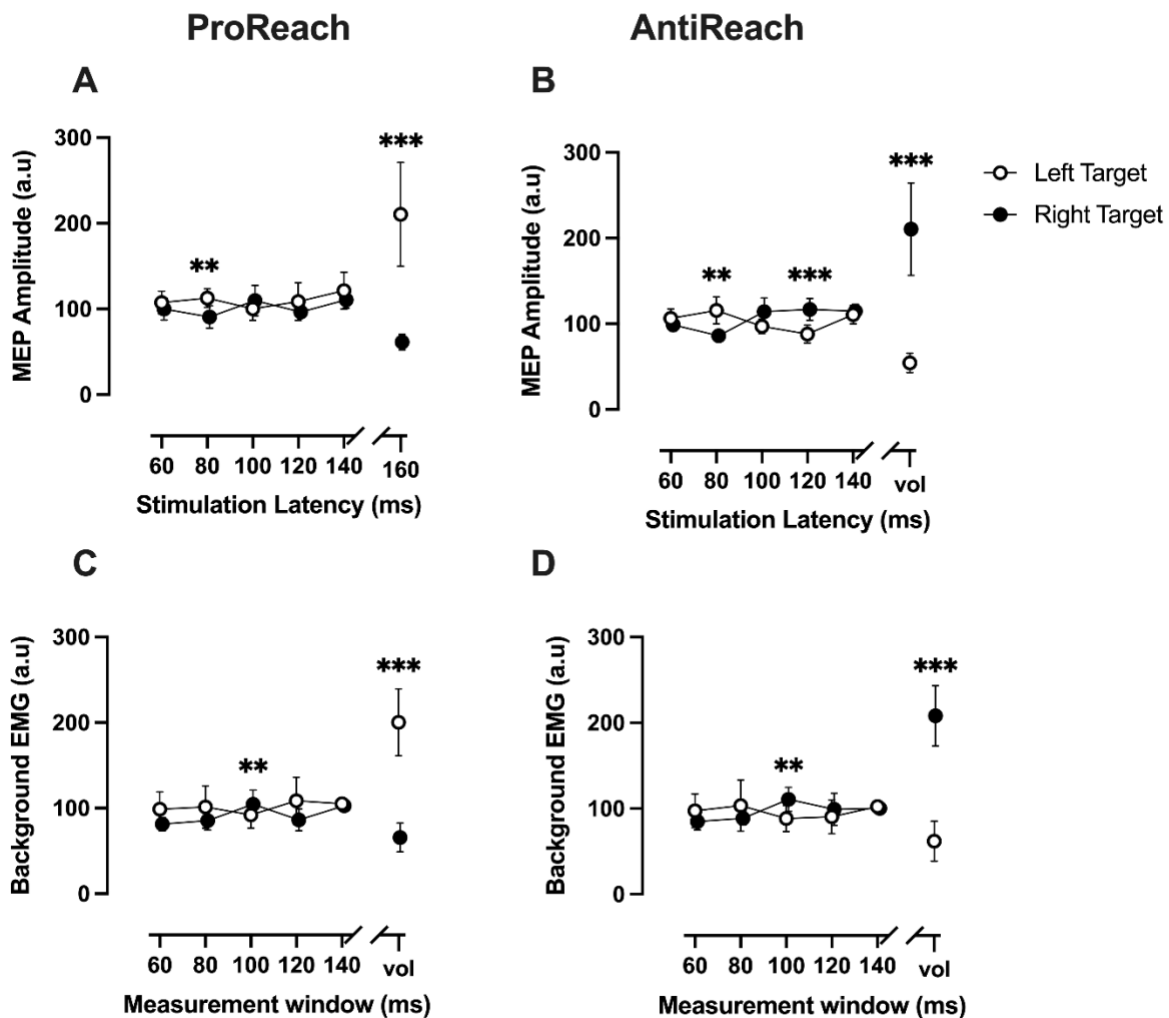 ProReach
AntiReach
A
B
MEP Amplitude (a.u)
300
200
100
0
***
**
60 80 100 120 140 160
Stimulation Latency (ms)
MEP Amplitude (a.u)
300
200
100
0
***
** ***
60 80 100 120 140 vol
Stimulation Latency (ms)
Left Target
Right Target
C
D
Background EMG (a.u)
300
200
100
0
***
**
60 80 100 120 140 vol
Measurement window (ms)
Background EMG (a.u)
300
200
100
0
***
**
60 80 100 120 140 vol
Measurement window (ms)